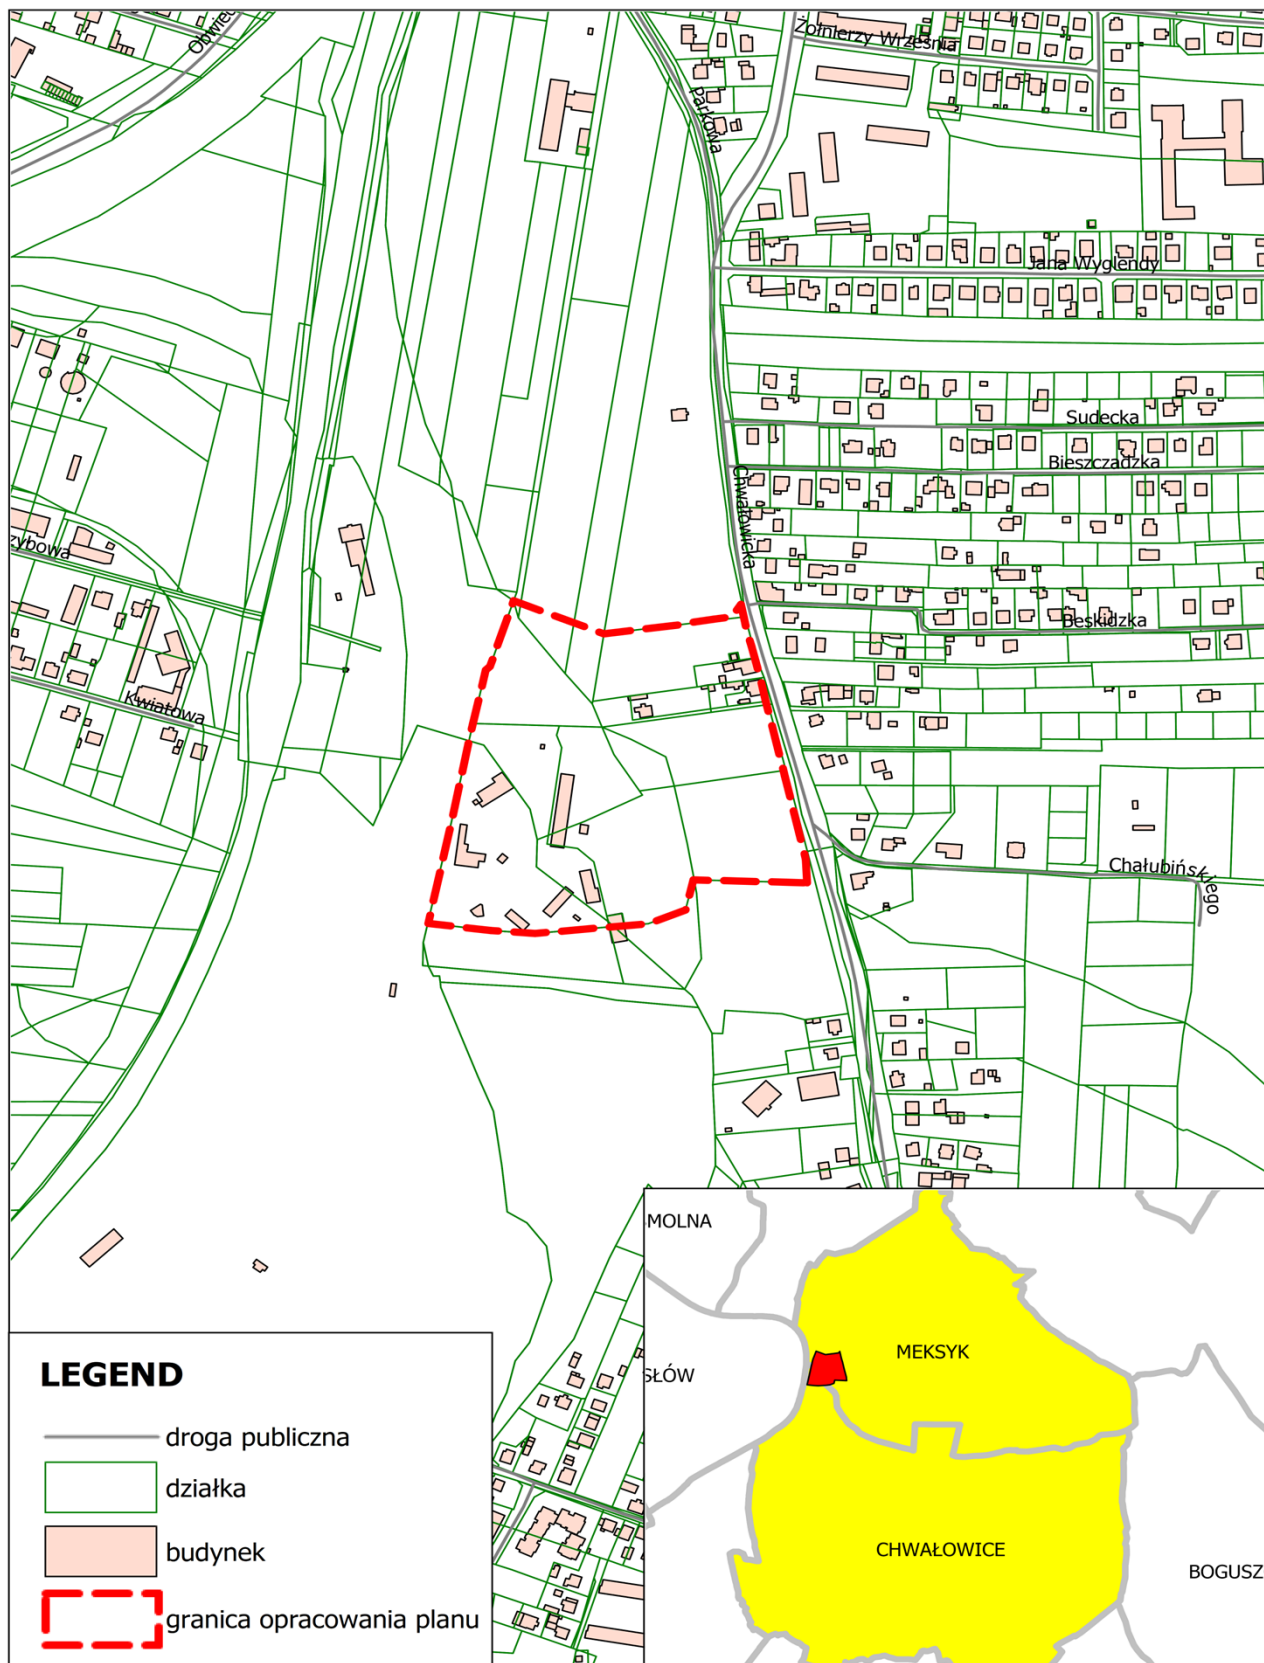 Obwied
Żołnierzy Września
Parkowa
Jana Wyglendy
Sudecka
Bieszczadzka
Chwałowicka
zybowa
Beskidzka
Kwiatowa
Chałubińskiego
MOLNA
MEKSYK
SŁÓW
CHWAŁOWICE
BOGUSZ
LEGEND
droga publiczna
działka
budynek
granica opracowania planu